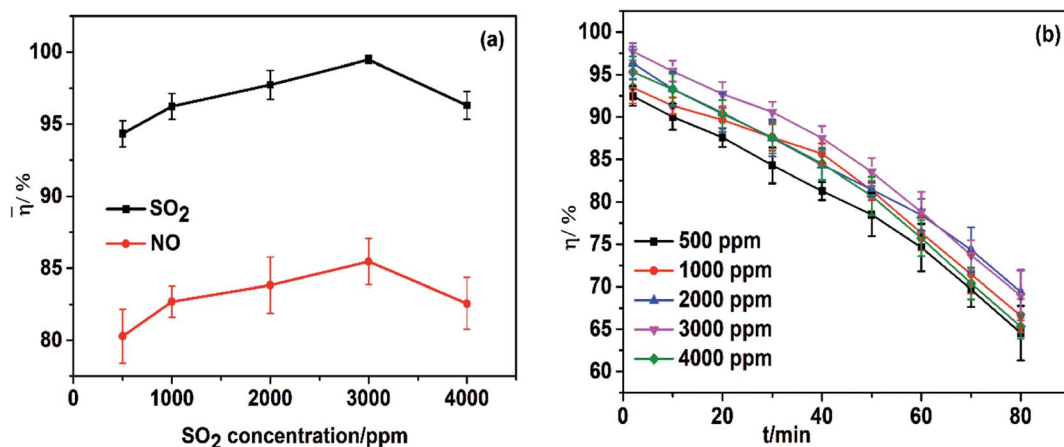 (a)
100
95
90
85
80
η̄/ %
SO2
NO
0 1000 2000 3000 4000
SO2 concentration/ppm
(b)
100
95
90
85
80
75
70
65
60
η/ %
500 ppm
1000 ppm
2000 ppm
3000 ppm
4000 ppm
0 20 40 60 80
t/min